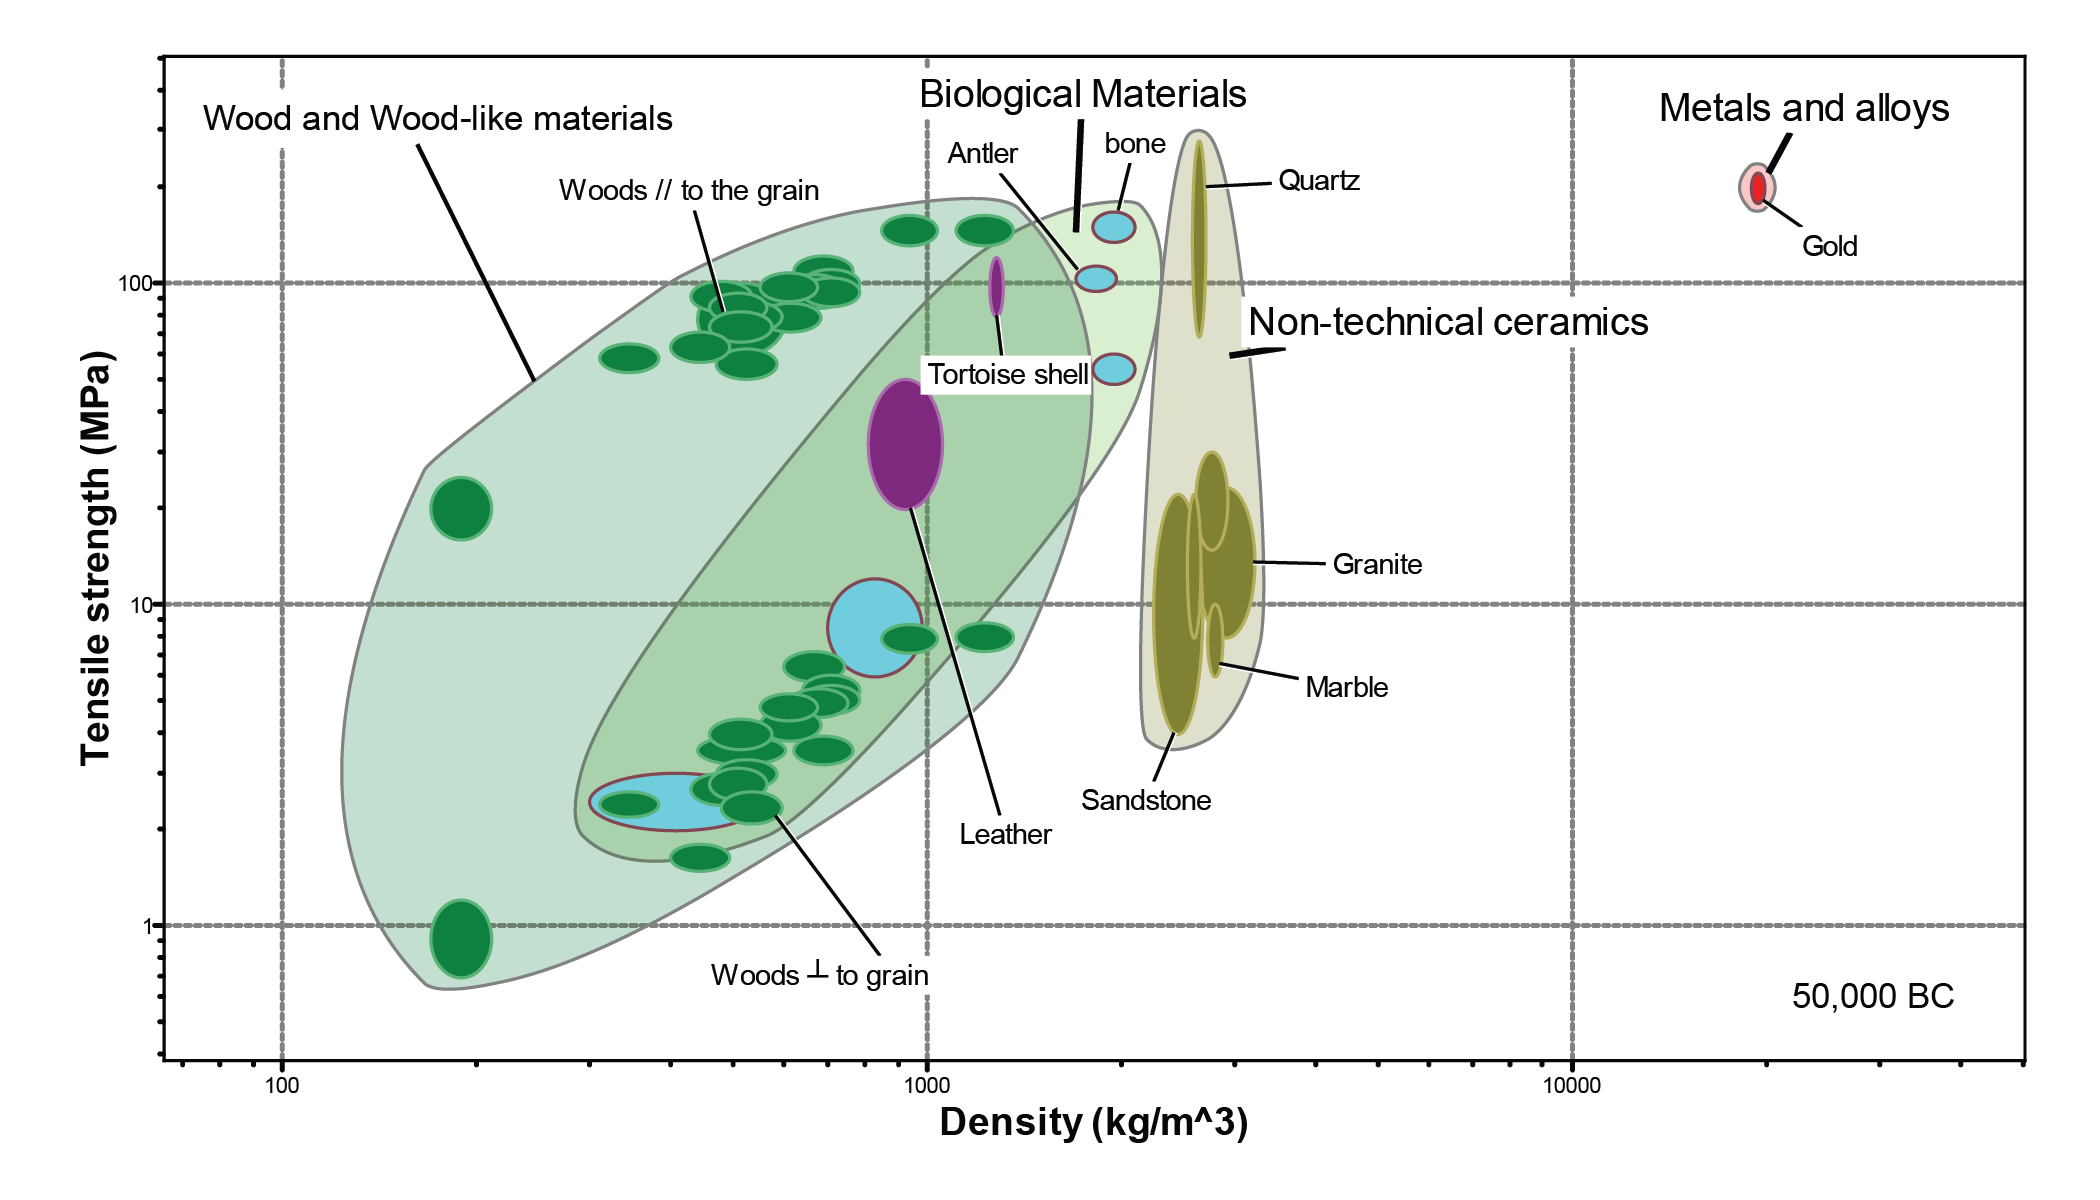 Biological Materials
Metals and alloys
Wood and Wood-like materials
Antler
bone
Woods // to the grain
Quartz
Gold
100
Non-technical ceramics
Tortoise shell
Tensile strength (MPa)
Granite
10
Marble
Sandstone
Leather
1
Woods ⊥ to grain
50,000 BC
100
1000
10000
Density (kg/m^3)